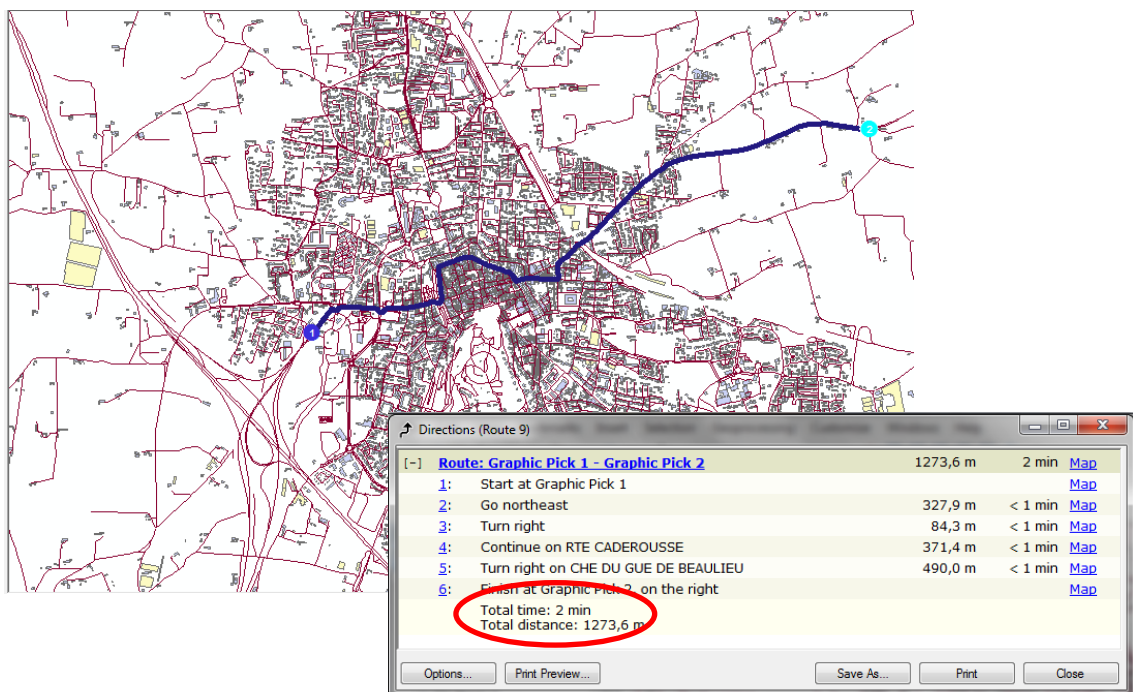 2
1
Directions (Route 9)
[-] Route: Graphic Pick 1 - Graphic Pick 2 1273,6 m 2 min Map
1: Start at Graphic Pick 1 Map
2: Go northeast 327,9 m < 1 min Map
3: Turn right 84,3 m < 1 min Map
4: Continue on RTE CADEROUSSE 371,4 m < 1 min Map
5: Turn right on CHE DU GUE DE BEAULIEU 490,0 m < 1 min Map
6: Finish at Graphic Pick 2, on the right Map
Total time: 2 min
Total distance: 1273,6 m
Options... Print Preview... Save As... Print Close